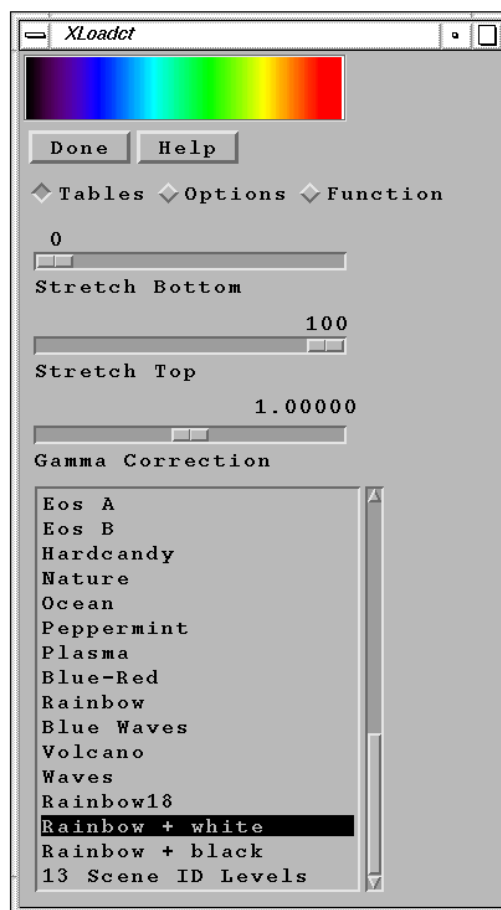 XLoadct
Done Help
Tables Options Function
0
Stretch Bottom
100
Stretch Top
1.00000
Gamma Correction
Eos A
Eos B
Hardcandy
Nature
Ocean
Peppermint
Plasma
Blue-Red
Rainbow
Blue Waves
Volcano
Waves
Rainbow18
Rainbow + white
Rainbow + black
13 Scene ID Levels